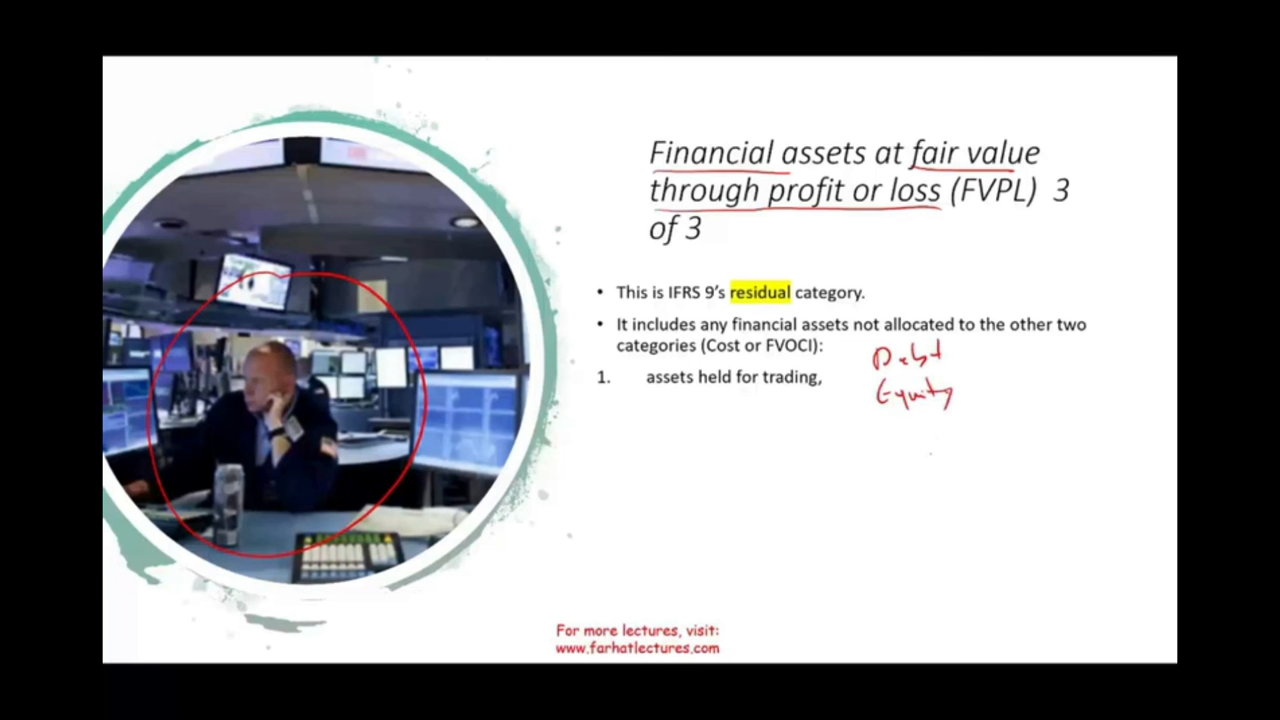 Financial assets at fair value
through profit or loss (FVPL) 3
of 3
• This is IFRS 9’s residual category.
• It includes any financial assets not allocated to the other two
categories (Cost or FVOCI):
Debt
1. assets held for trading,
Equity
For more lectures, visit:
www.farhatlectures.com